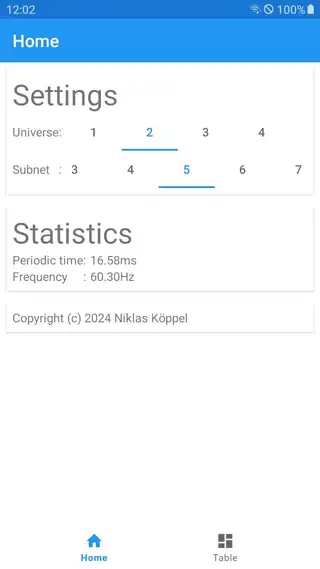 12:02 100%
Home
Settings
Universe: 1 2 3 4
Subnet : 3 4 5 6 7
Statistics
Periodic time: 16.58ms
Frequency : 60.30Hz
Copyright (c) 2024 Niklas Köppel
Home Table